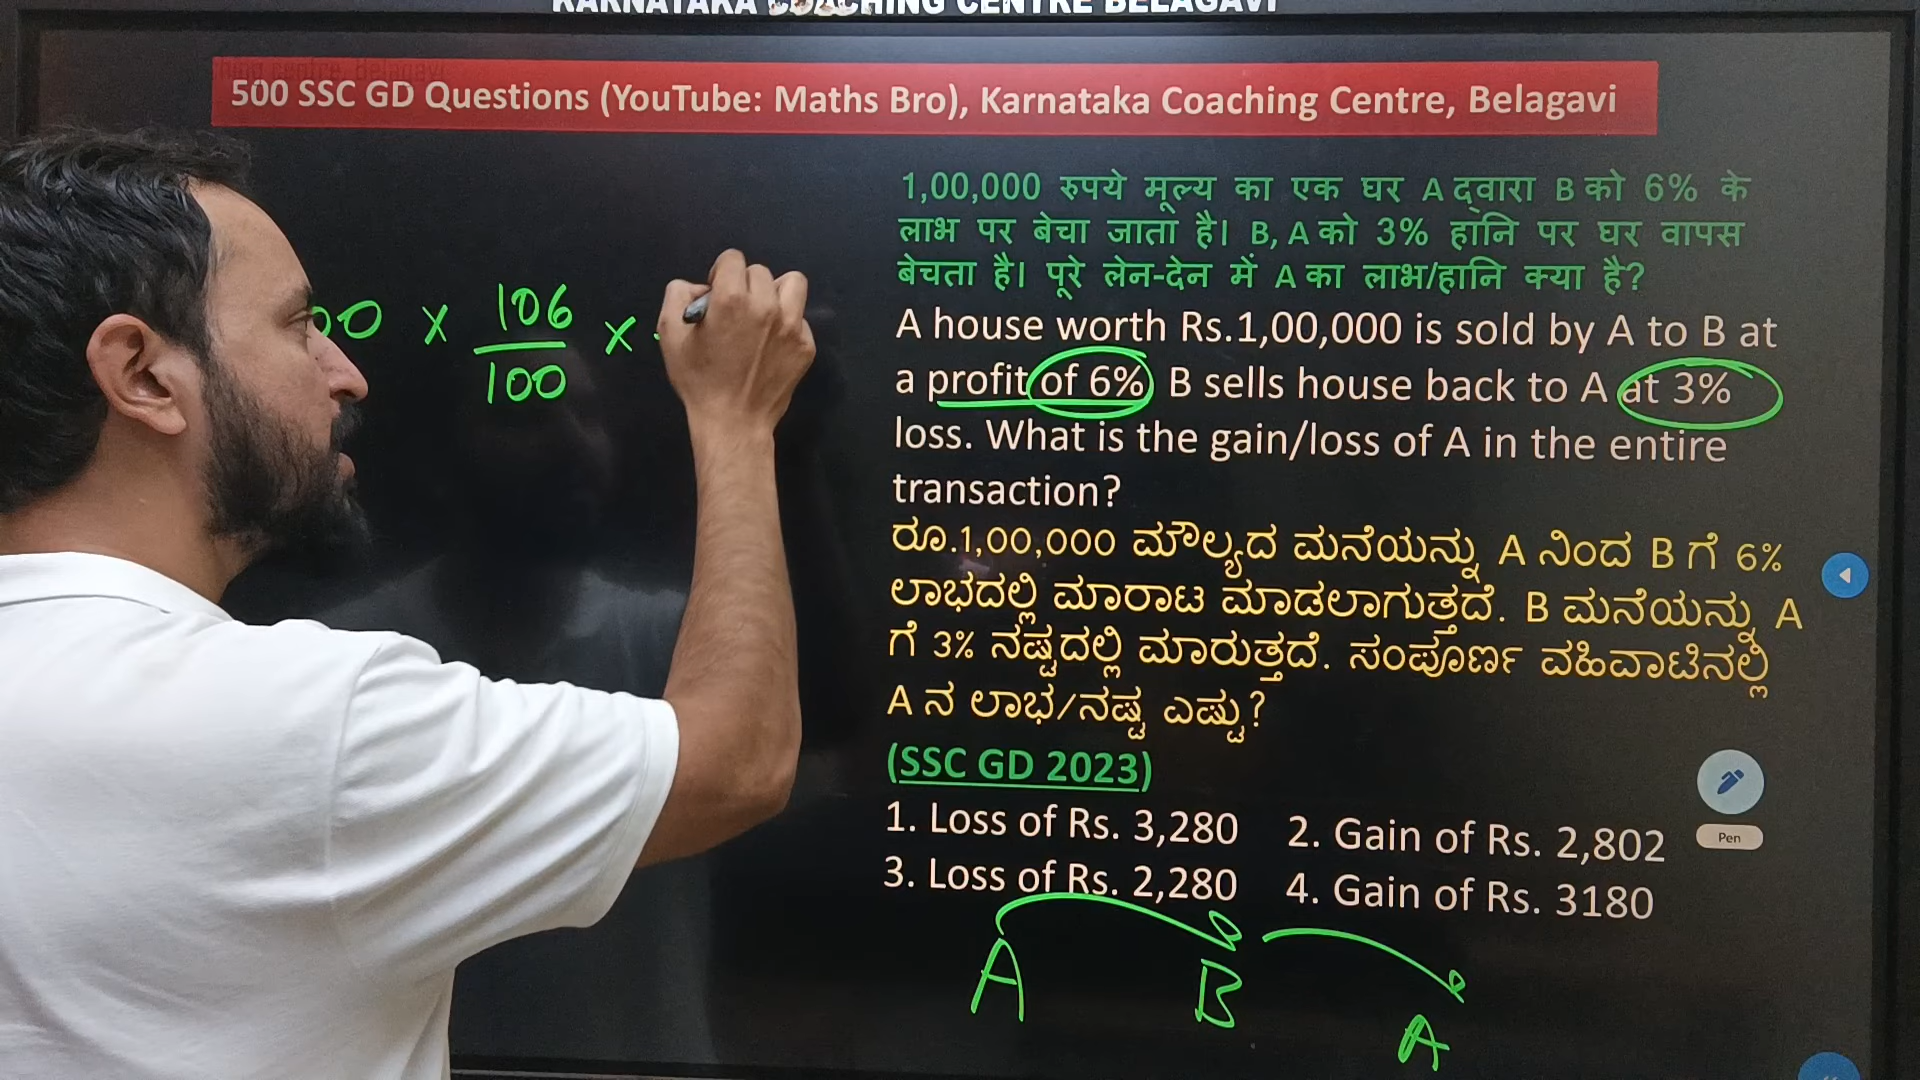 KARNATAKA COACHING CENTRE BELAGAVI
500 SSC GD Questions (YouTube: Maths Bro), Karnataka Coaching Centre, Belagavi
1,00,000 रुपये मूल्य का एक घर A द्वारा B को 6% के
लाभ पर बेचा जाता है। B, A को 3% हानि पर घर वापस
बेचता है। पूरे लेन-देन में A का लाभ/हानि क्या है?
A house worth Rs.1,00,000 is sold by A to B at
a profit of 6% B sells house back to A at 3%
loss. What is the gain/loss of A in the entire
transaction?
ರೂ.1,00,000 ಮೌಲ್ಯದ ಮನೆಯನ್ನು A ನಿಂದ B ಗೆ 6%
ಲಾಭದಲ್ಲಿ ಮಾರಾಟ ಮಾಡಲಾಗುತ್ತದೆ. B ಮನೆಯನ್ನು A
ಗೆ 3% ನಷ್ಟದಲ್ಲಿ ಮಾರುತ್ತದೆ. ಸಂಪೂರ್ಣ ವಹಿವಾಟಿನಲ್ಲಿ
A ನ ಲಾಭ/ನಷ್ಟ ಎಷ್ಟು?
(SSC GD 2023)
1. Loss of Rs. 3,280 2. Gain of Rs. 2,802
3. Loss of Rs. 2,280 4. Gain of Rs. 3180
Pen
00 × 106/100 ×
A B A